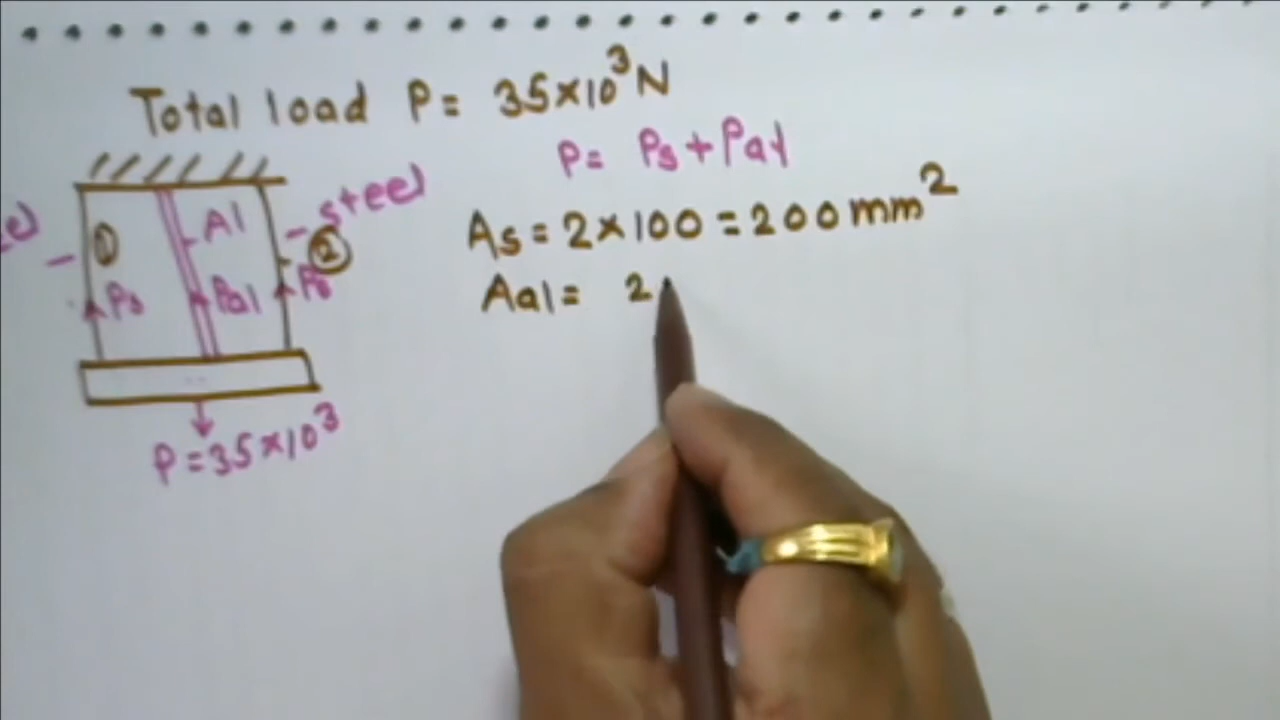 Total load P = 35×10³ N
P = Ps + Pal
steel
Al
①
②
As = 2×100 = 200 mm²
Ps
Pal
Ps
Aal = 2
P = 35×10³